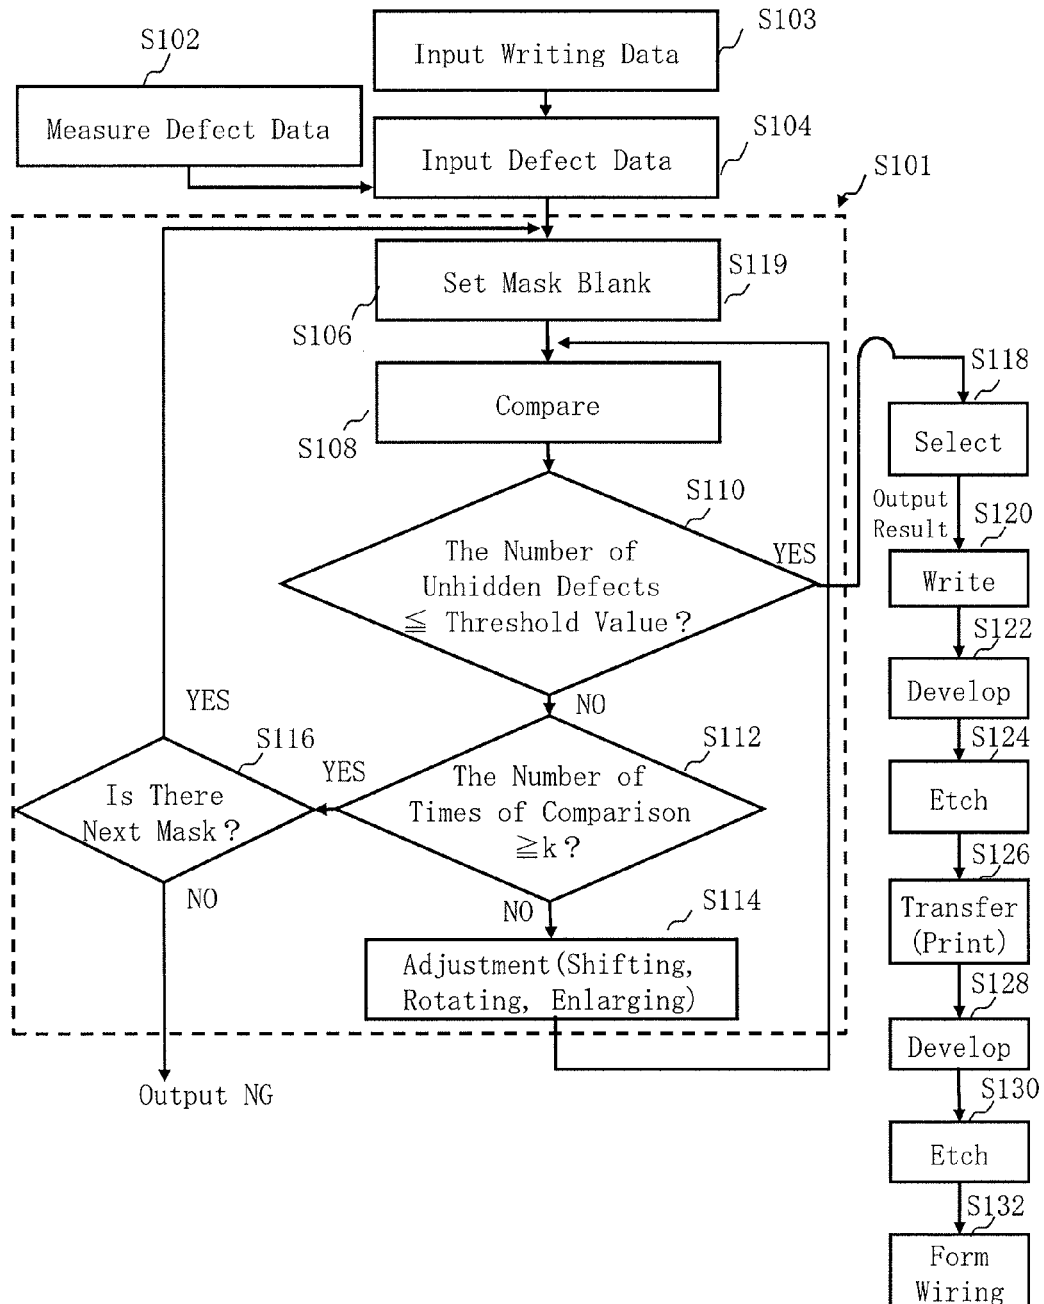 S103
Input Writing Data
S102
Measure Defect Data
S104
Input Defect Data
S101
S119
Set Mask Blank
S106
Compare
S108
S118
Select
Output
Result
S110
The Number of
Unhidden Defects
≦ Threshold Value?
YES
NO
S120
Write
S122
Develop
S112
The Number of
Times of Comparison
≧k?
YES
NO
S116
Is There
Next Mask?
YES
NO
S124
Etch
S114
Adjustment(Shifting,
Rotating, Enlarging)
S126
Transfer
(Print)
S128
Develop
Output NG
S130
Etch
S132
Form
Wiring